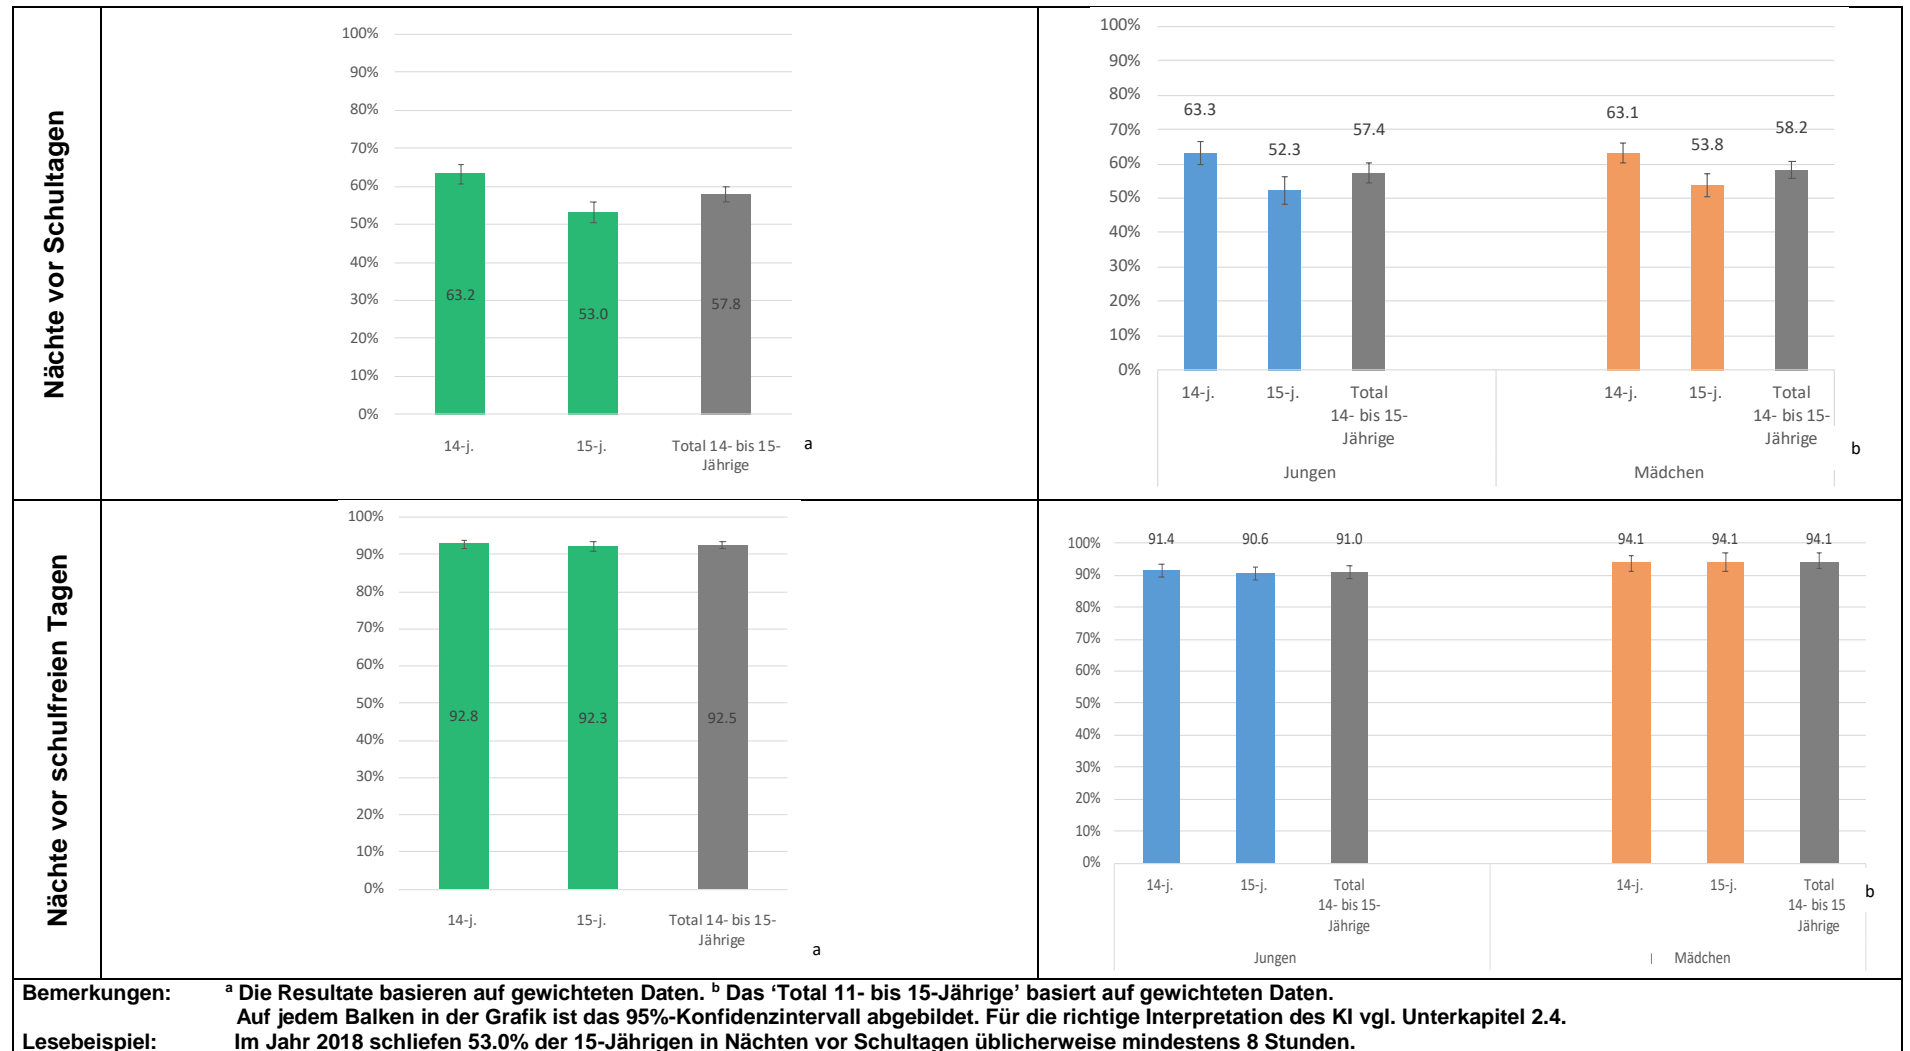 Nächte vor Schultagen
100%
90%
80%
70%
60%
50%
40%
30%
20%
10%
0%
63.2
53.0
57.8
14-j.
15-j.
Total 14- bis 15-
Jährige
a
100%
90%
80%
70%
60%
50%
40%
30%
20%
10%
0%
63.3
52.3
57.4
63.1
53.8
58.2
14-j.
15-j.
Total
14- bis 15-
Jährige
14-j.
15-j.
Total
14- bis 15-
Jährige
Jungen
Mädchen
b
Nächte vor schulfreien Tagen
100%
90%
80%
70%
60%
50%
40%
30%
20%
10%
0%
92.8
92.3
92.5
14-j.
15-j.
Total 14- bis 15-
Jährige
a
100%
90%
80%
70%
60%
50%
40%
30%
20%
10%
0%
91.4
90.6
91.0
94.1
94.1
94.1
14-j.
15-j.
Total
14- bis 15-
Jährige
14-j.
15-j.
Total
14- bis 15
Jährige
Jungen
Mädchen
b
Bemerkungen: a Die Resultate basieren auf gewichteten Daten. b Das ‘Total 11- bis 15-Jährige’ basiert auf gewichteten Daten.
Auf jedem Balken in der Grafik ist das 95%-Konfidenzintervall abgebildet. Für die richtige Interpretation des KI vgl. Unterkapitel 2.4.
Lesebeispiel: Im Jahr 2018 schliefen 53.0% der 15-Jährigen in Nächten vor Schultagen üblicherweise mindestens 8 Stunden.